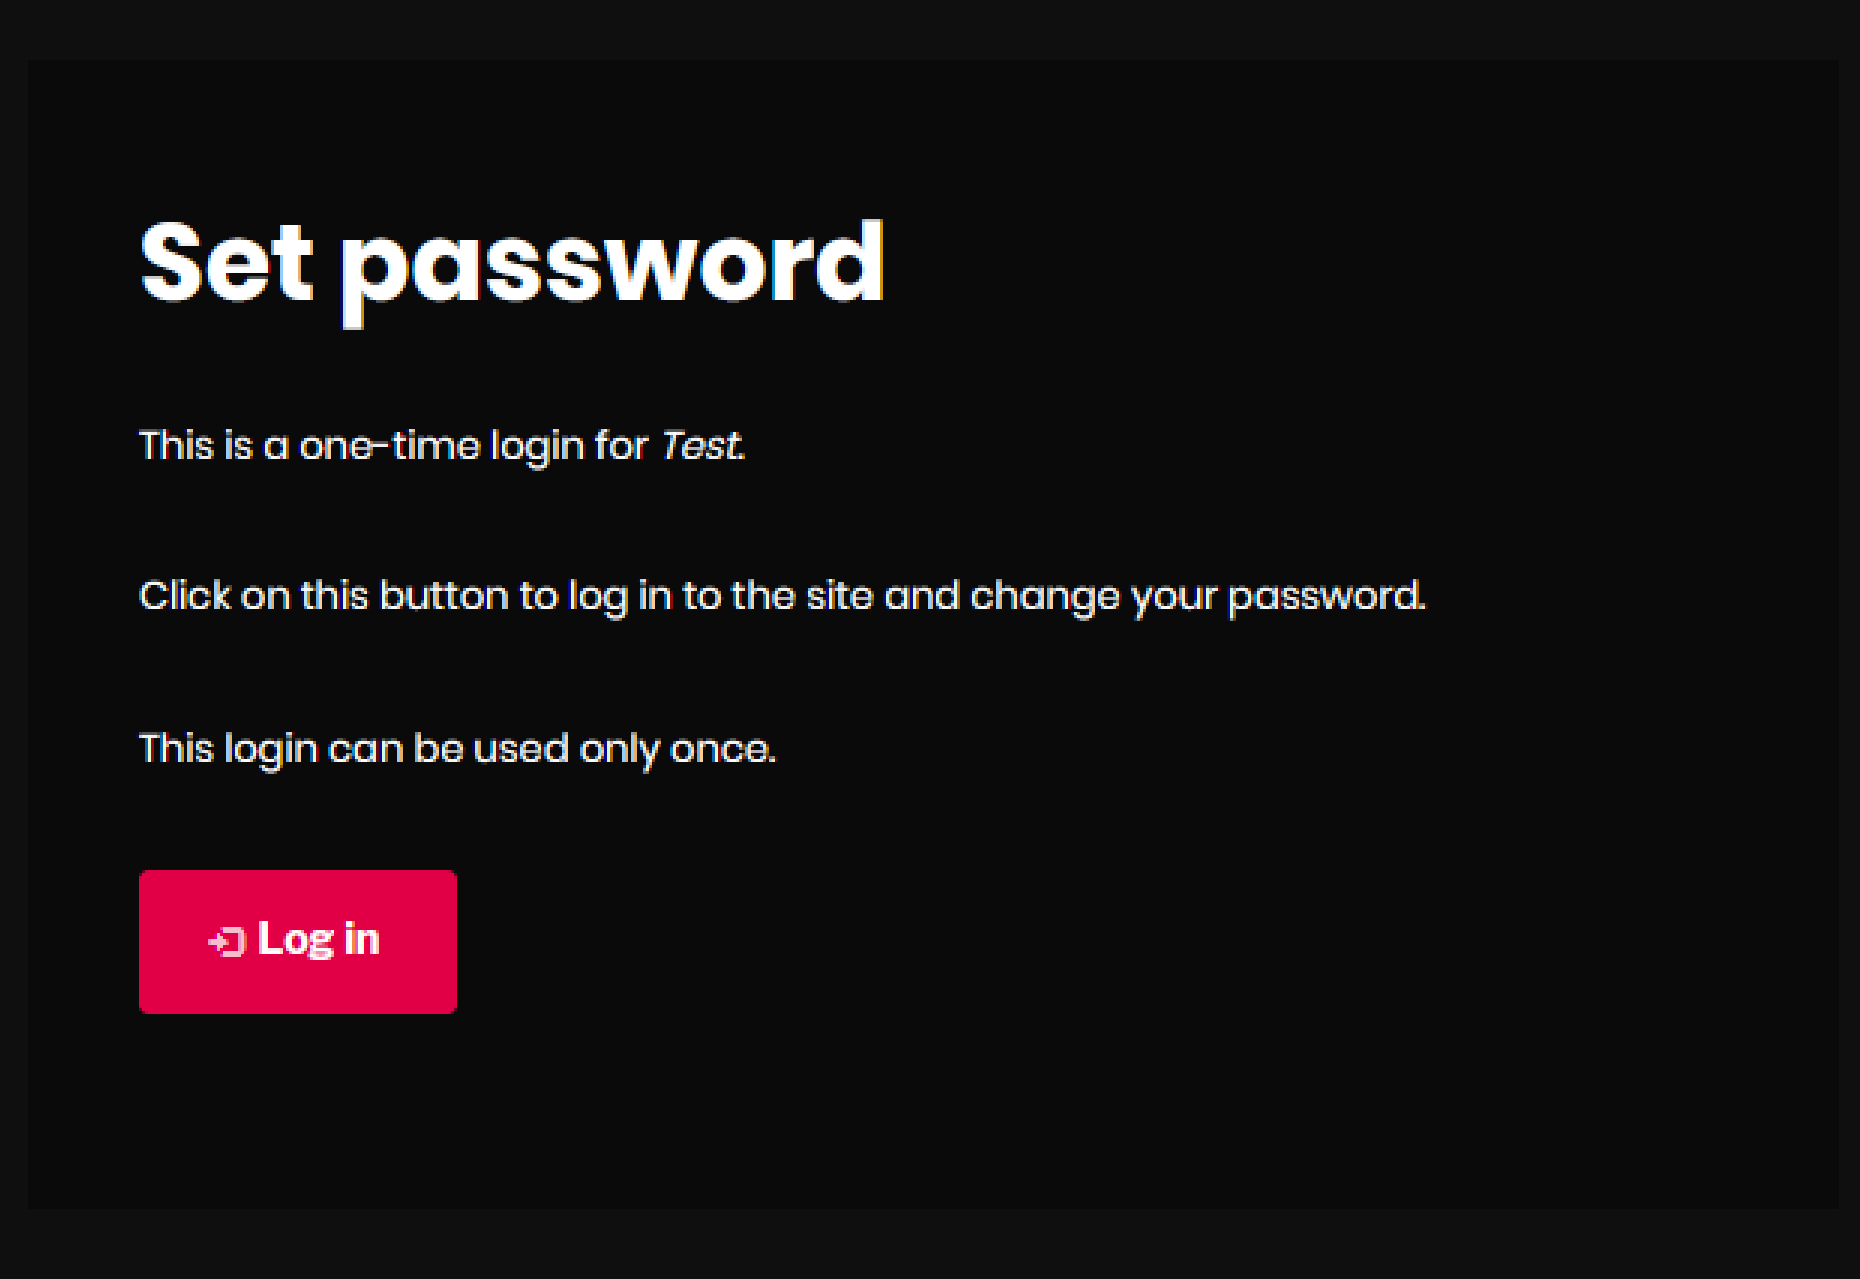 Set password
This is a one-time login for Test.
Click on this button to log in to the site and change your password.
This login can be used only once.
Log in